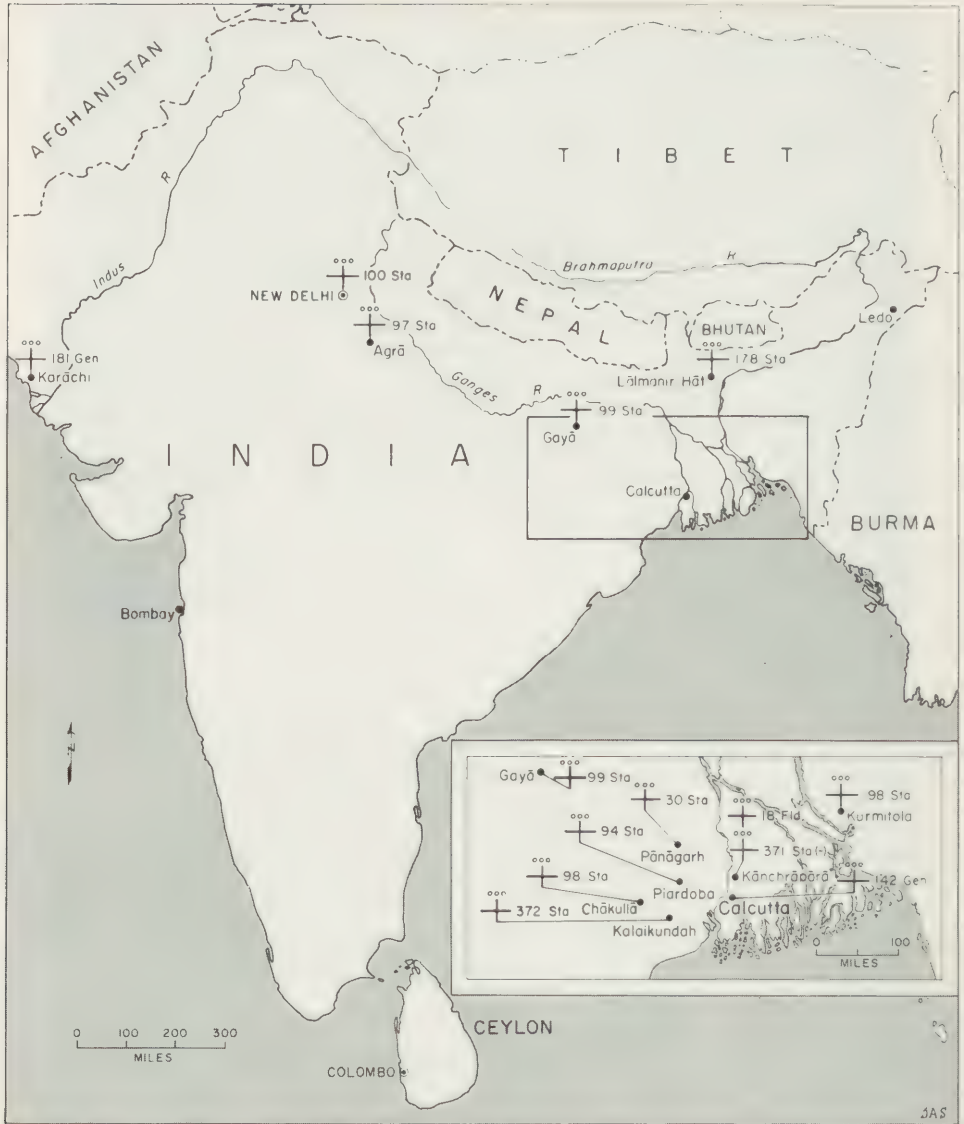 AFGHANISTAN
TIBET
Indus
R
100 Sta
NEW DELHI
97 Sta
Agrā
Brahmaputra
R
NEPAL
BHUTAN
Ledo
181 Gen
Karāchi
178 Sta
Lālmanir Hāt
Ganges
R
99 Sta
Gayā
INDIA
Calcutta
BURMA
Bombay
N
Gayā
99 Sta
30 Sta
18 Fld.
98 Sta
Kurmitola
94 Sta
Pānāgarh
371 Sta (-)
Kānchrāpārā
98 Sta
Piardoba
142 Gen
372 Sta
Chākuliā
Calcutta
Kalaikundah
0 100
MILES
CEYLON
0 100 200 300
MILES
COLOMBO
JAS